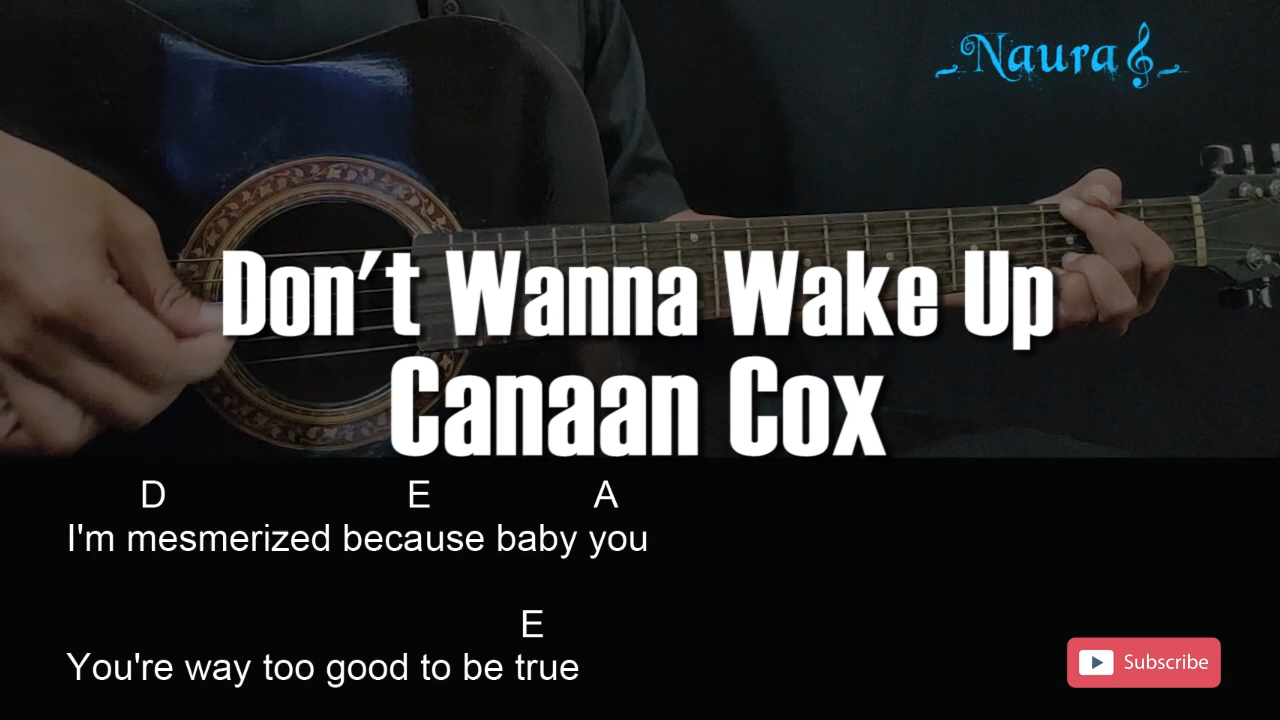 Naura
Don't Wanna Wake Up
Canaan Cox
D E A
I'm mesmerized because baby you
E
You're way too good to be true
Subscribe